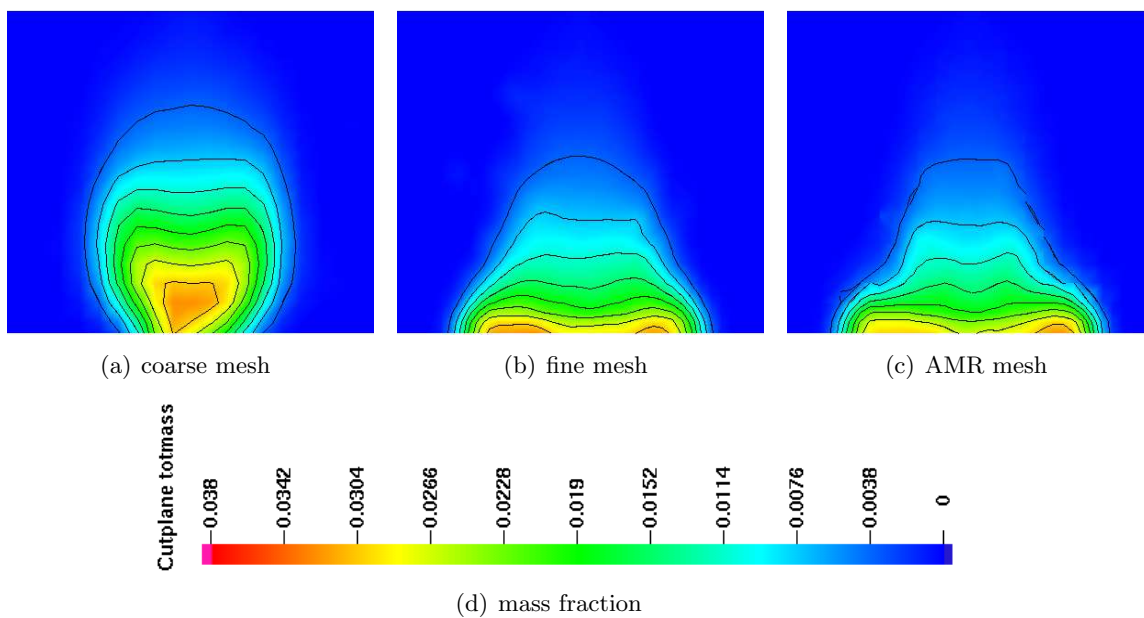 (a) coarse mesh
(b) fine mesh
(c) AMR mesh
Cutplane totmass
0.038
0.0342
0.0304
0.0266
0.0228
0.019
0.0152
0.0114
0.0076
0.0038
0
(d) mass fraction